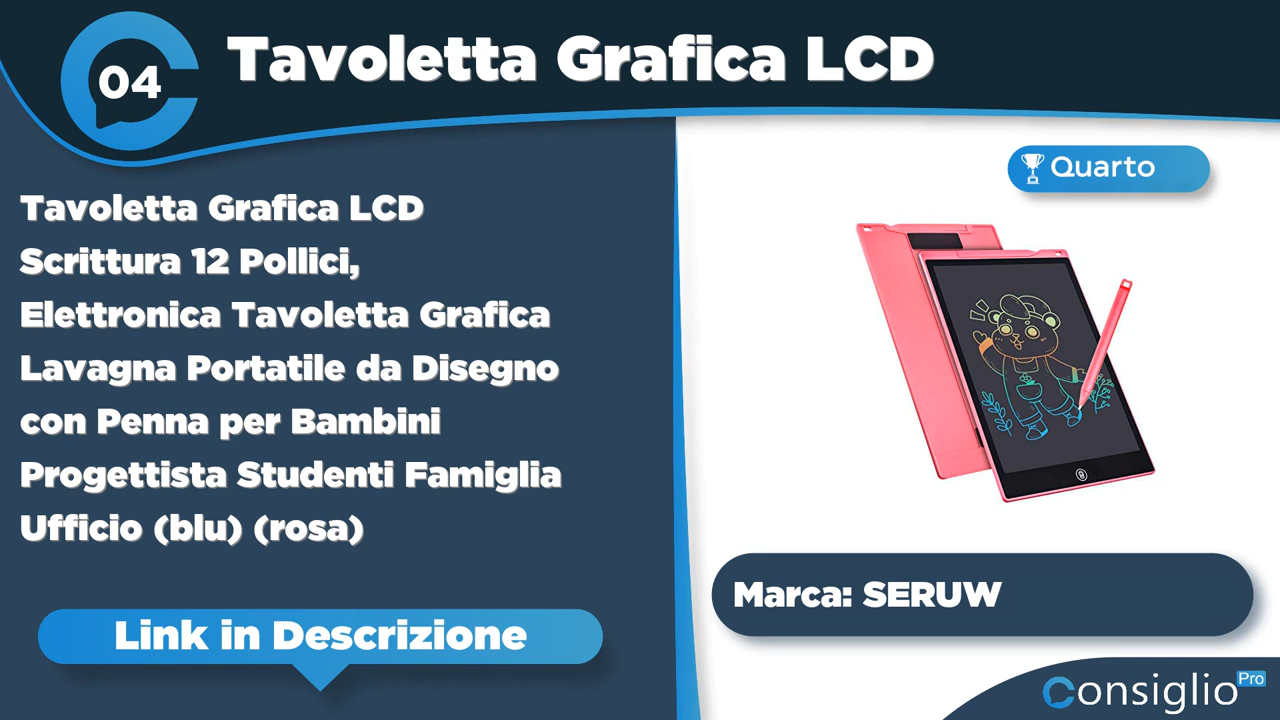 04
Tavoletta Grafica LCD
Quarto
Tavoletta Grafica LCD
Scrittura 12 Pollici,
Elettronica Tavoletta Grafica
Lavagna Portatile da Disegno
con Penna per Bambini
Progettista Studenti Famiglia
Ufficio (blu) (rosa)
Marca: SERUW
Link in Descrizione
Consiglio Pro